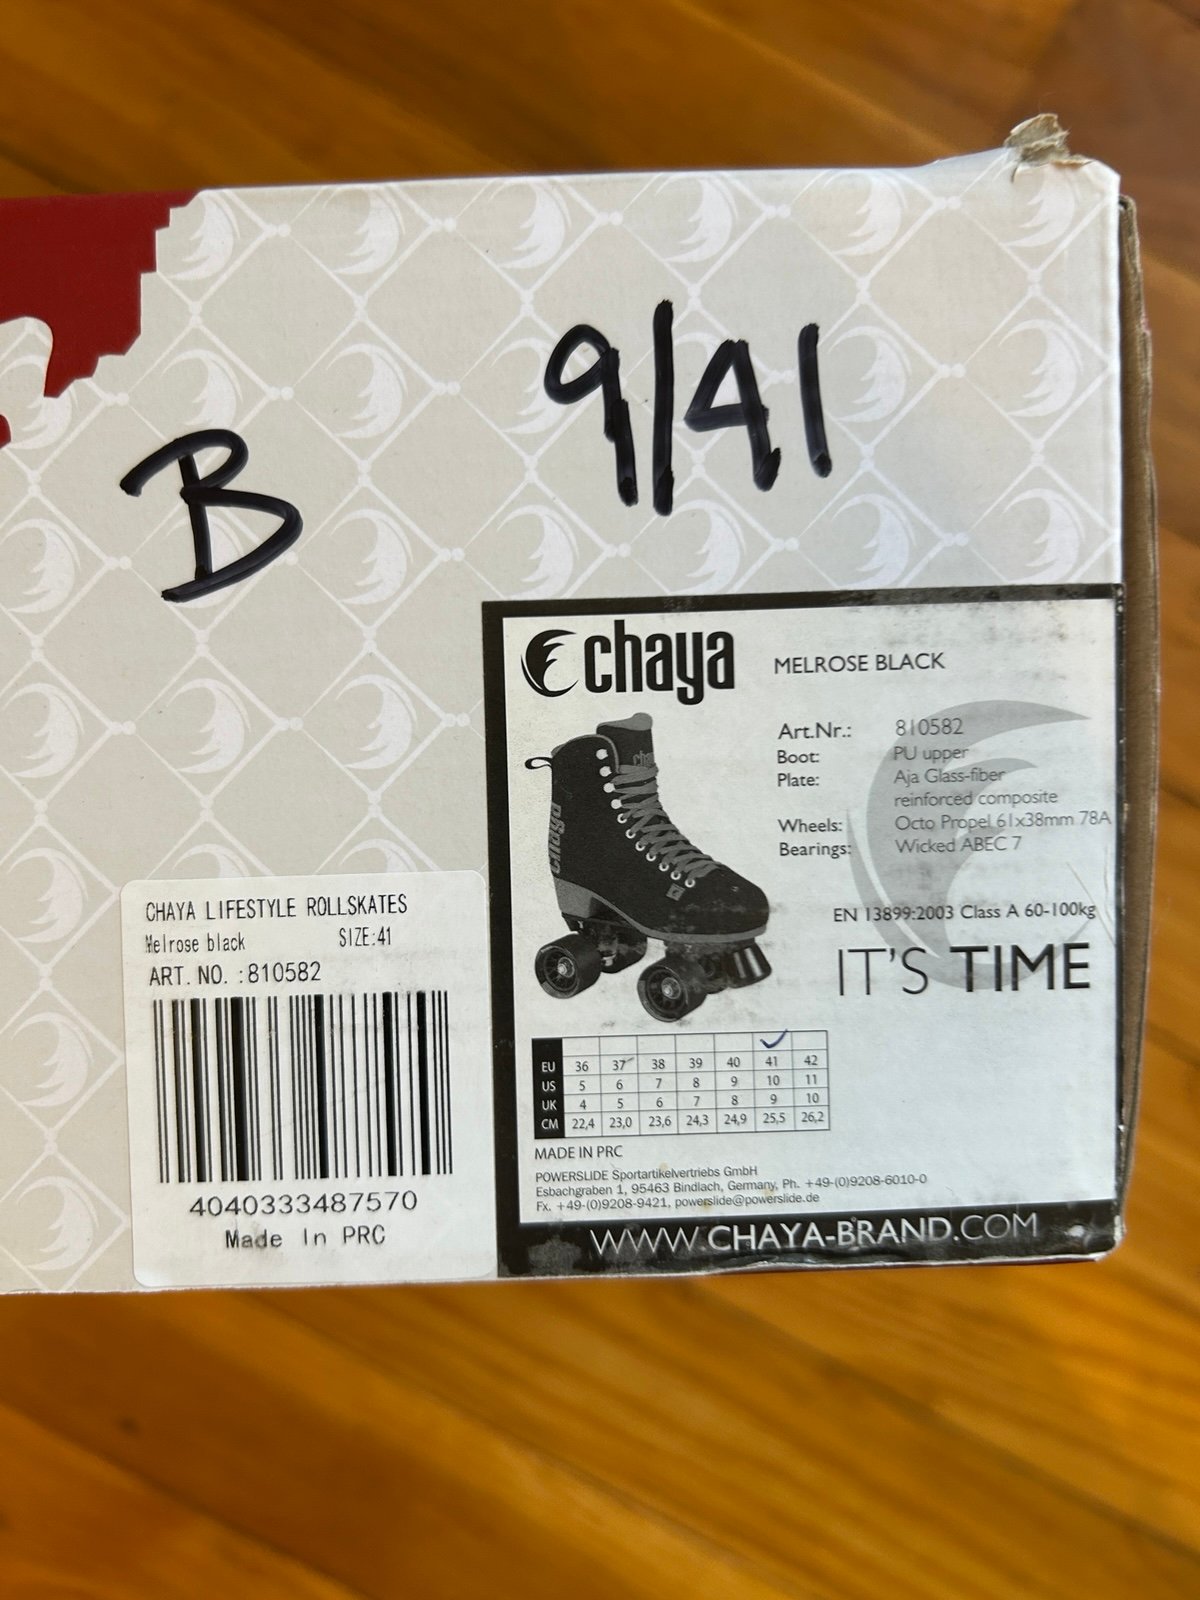 B
9/41
chaya
MELROSE BLACK
Art.Nr.: 810582
Boot: PU upper
Plate: Aja Glass-fiber
reinforced composite
Wheels: Octo Propel 61x38mm 78A
Bearings: Wicked ABEC 7
EN 13899:2003 Class A 60-100kg
IT'S TIME
chaya
EU 36 37 38 39 40 41 42
US 5 6 7 8 9 10 11
UK 4 5 6 7 8 9 10
CM 22,4 23,0 23,6 24,3 24,9 25,5 26,2
MADE IN PRC
POWERSLIDE Sportartikelvertriebs GmbH
Esbachgraben 1, 95463 Bindlach, Germany, Ph. +49-(0)9208-6010-0
Fx. +49-(0)9208-9421, powerslide@powerslide.de
WWW.CHAYA-BRAND.COM
CHAYA LIFESTYLE ROLLSKATES
Melrose black SIZE:41
ART. NO. :810582
4040333487570
Made In PRC